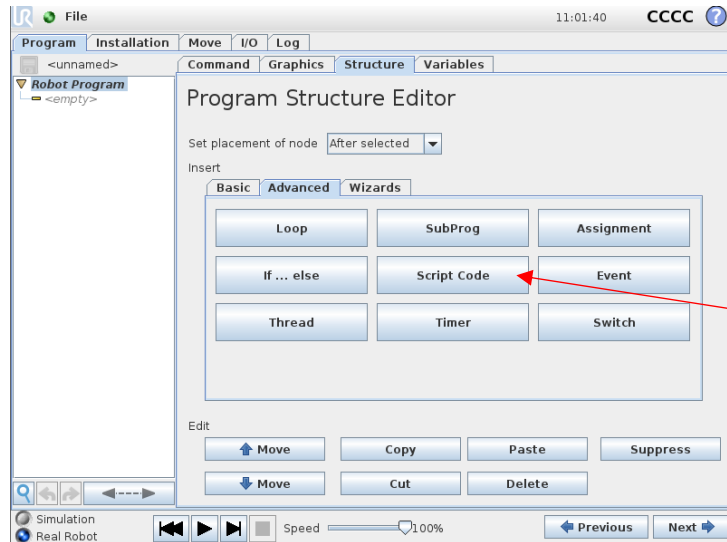 UR File 11:01:40 CCCC ?
Program Installation Move I/O Log
<unnamed> Command Graphics Structure Variables
Robot Program
<empty>
Program Structure Editor
Set placement of node After selected
Insert
Basic Advanced Wizards
Loop SubProg Assignment
If ... else Script Code Event
Thread Timer Switch
Edit
Move Copy Paste Suppress
Move Cut Delete
Simulation
Real Robot
Speed 100% Previous Next